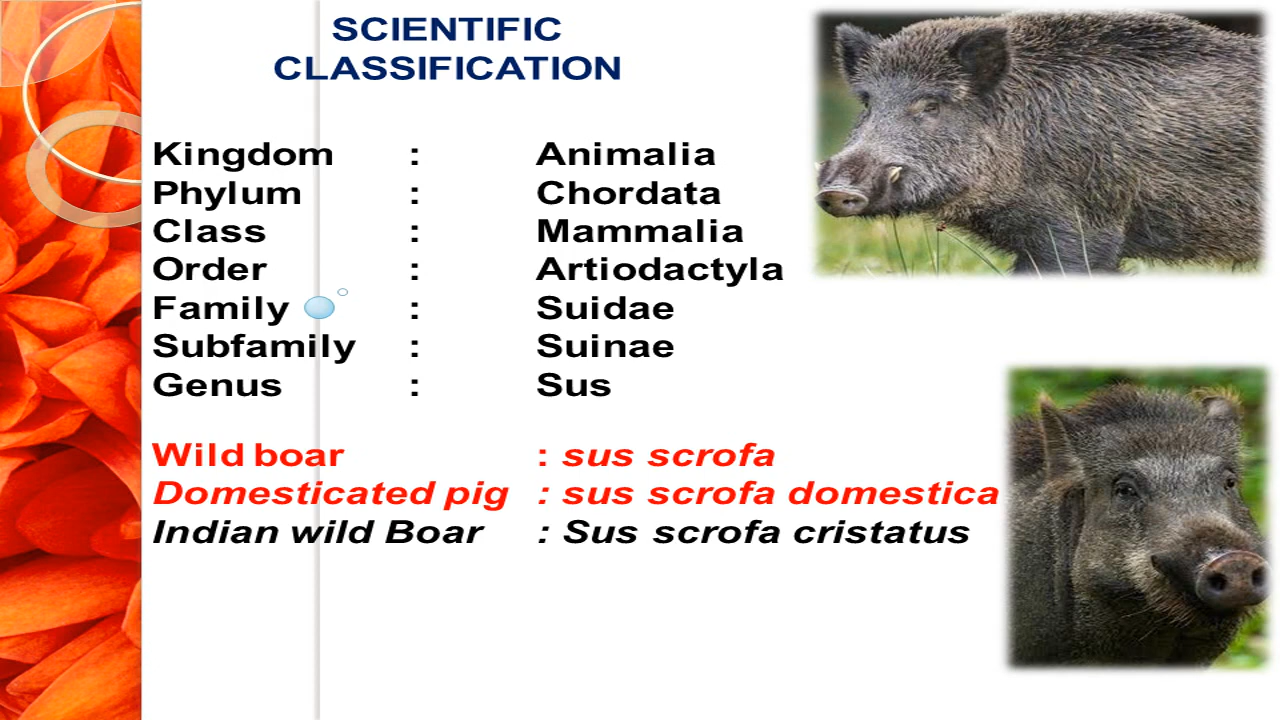 SCIENTIFIC
CLASSIFICATION
Kingdom : Animalia
Phylum : Chordata
Class : Mammalia
Order : Artiodactyla
Family : Suidae
Subfamily : Suinae
Genus : Sus
Wild boar : sus scrofa
Domesticated pig : sus scrofa domestica
Indian wild Boar : Sus scrofa cristatus